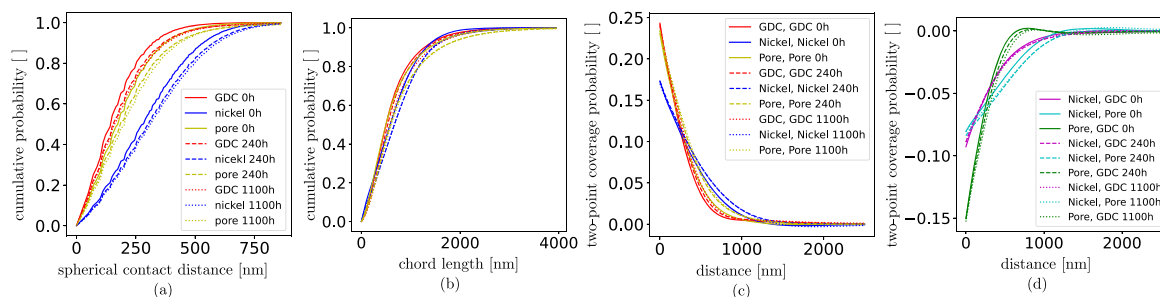 cumulative probability [ ]
1.0
0.8
0.6
0.4
0.2
0.0
GDC 0h
nickel 0h
pore 0h
GDC 240h
nicekl 240h
pore 240h
GDC 1100h
nickel 1100h
pore 1100h
0 250 500 750
spherical contact distance [nm]
(a)
cumulative probability [ ]
1.0
0.8
0.6
0.4
0.2
0.0
0 2000 4000
chord length [nm]
(b)
two-point coverage probability [ ]
0.25
0.20
0.15
0.10
0.05
0.00
GDC, GDC 0h
Nickel, Nickel 0h
Pore, Pore 0h
GDC, GDC 240h
Nickel, Nickel 240h
Pore, Pore 240h
GDC, GDC 1100h
Nickel, Nickel 1100h
Pore, Pore 1100h
0 1000 2000
distance [nm]
(c)
two-point coverage probability [ ]
0.00
−0.05
−0.10
−0.15
Nickel, GDC 0h
Nickel, Pore 0h
Pore, GDC 0h
Nickel, GDC 240h
Nickel, Pore 240h
Pore, GDC 240h
Nickel, GDC 1100h
Nickel, Pore 1100h
Pore, GDC 1100h
0 1000 2000
distance [nm]
(d)